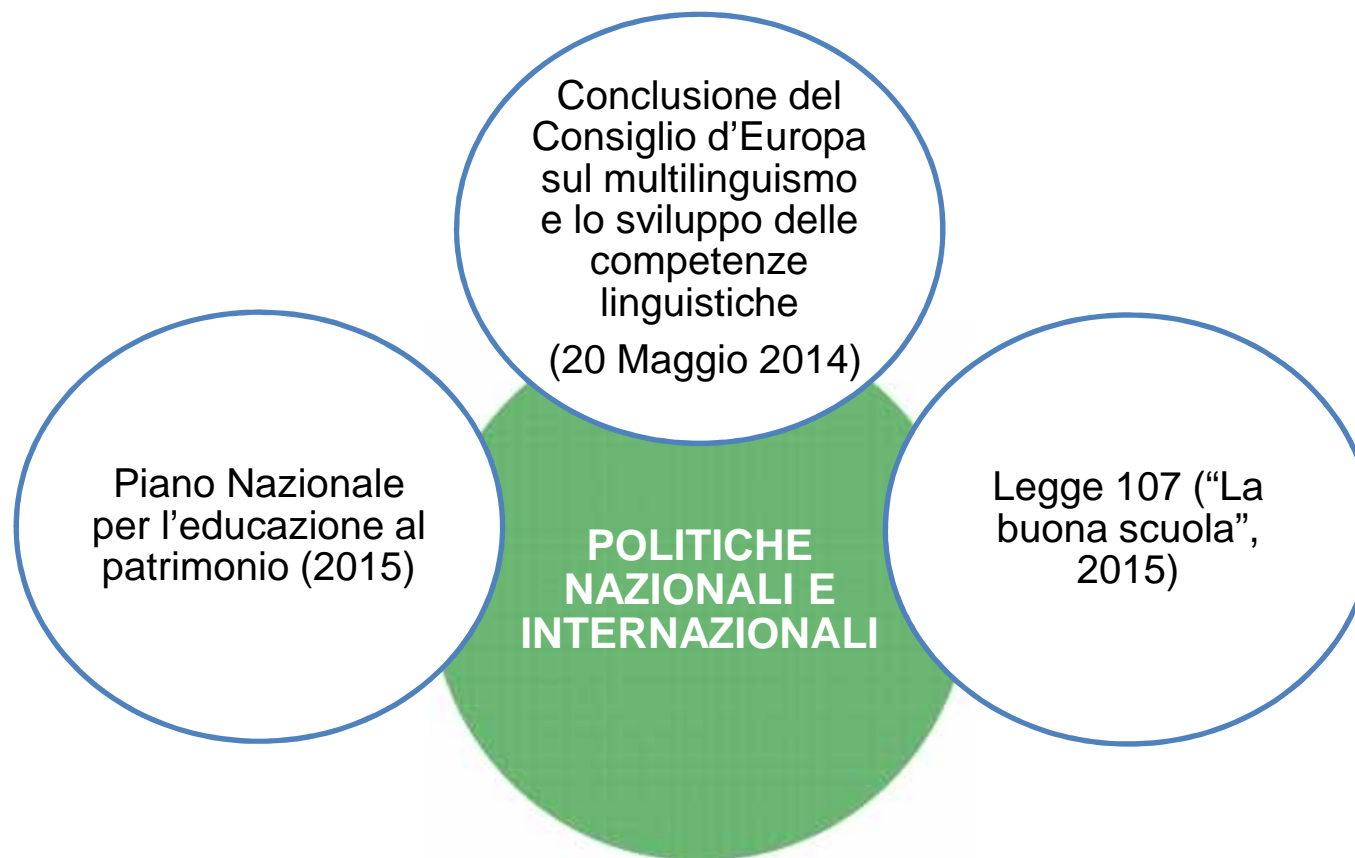 Conclusione del
Consiglio d’Europa
sul multilinguismo
e lo sviluppo delle
competenze
linguistiche
(20 Maggio 2014)
Piano Nazionale
per l’educazione al
patrimonio (2015)
POLITICHE
NAZIONALI E
INTERNAZIONALI
Legge 107 (“La
buona scuola”,
2015)